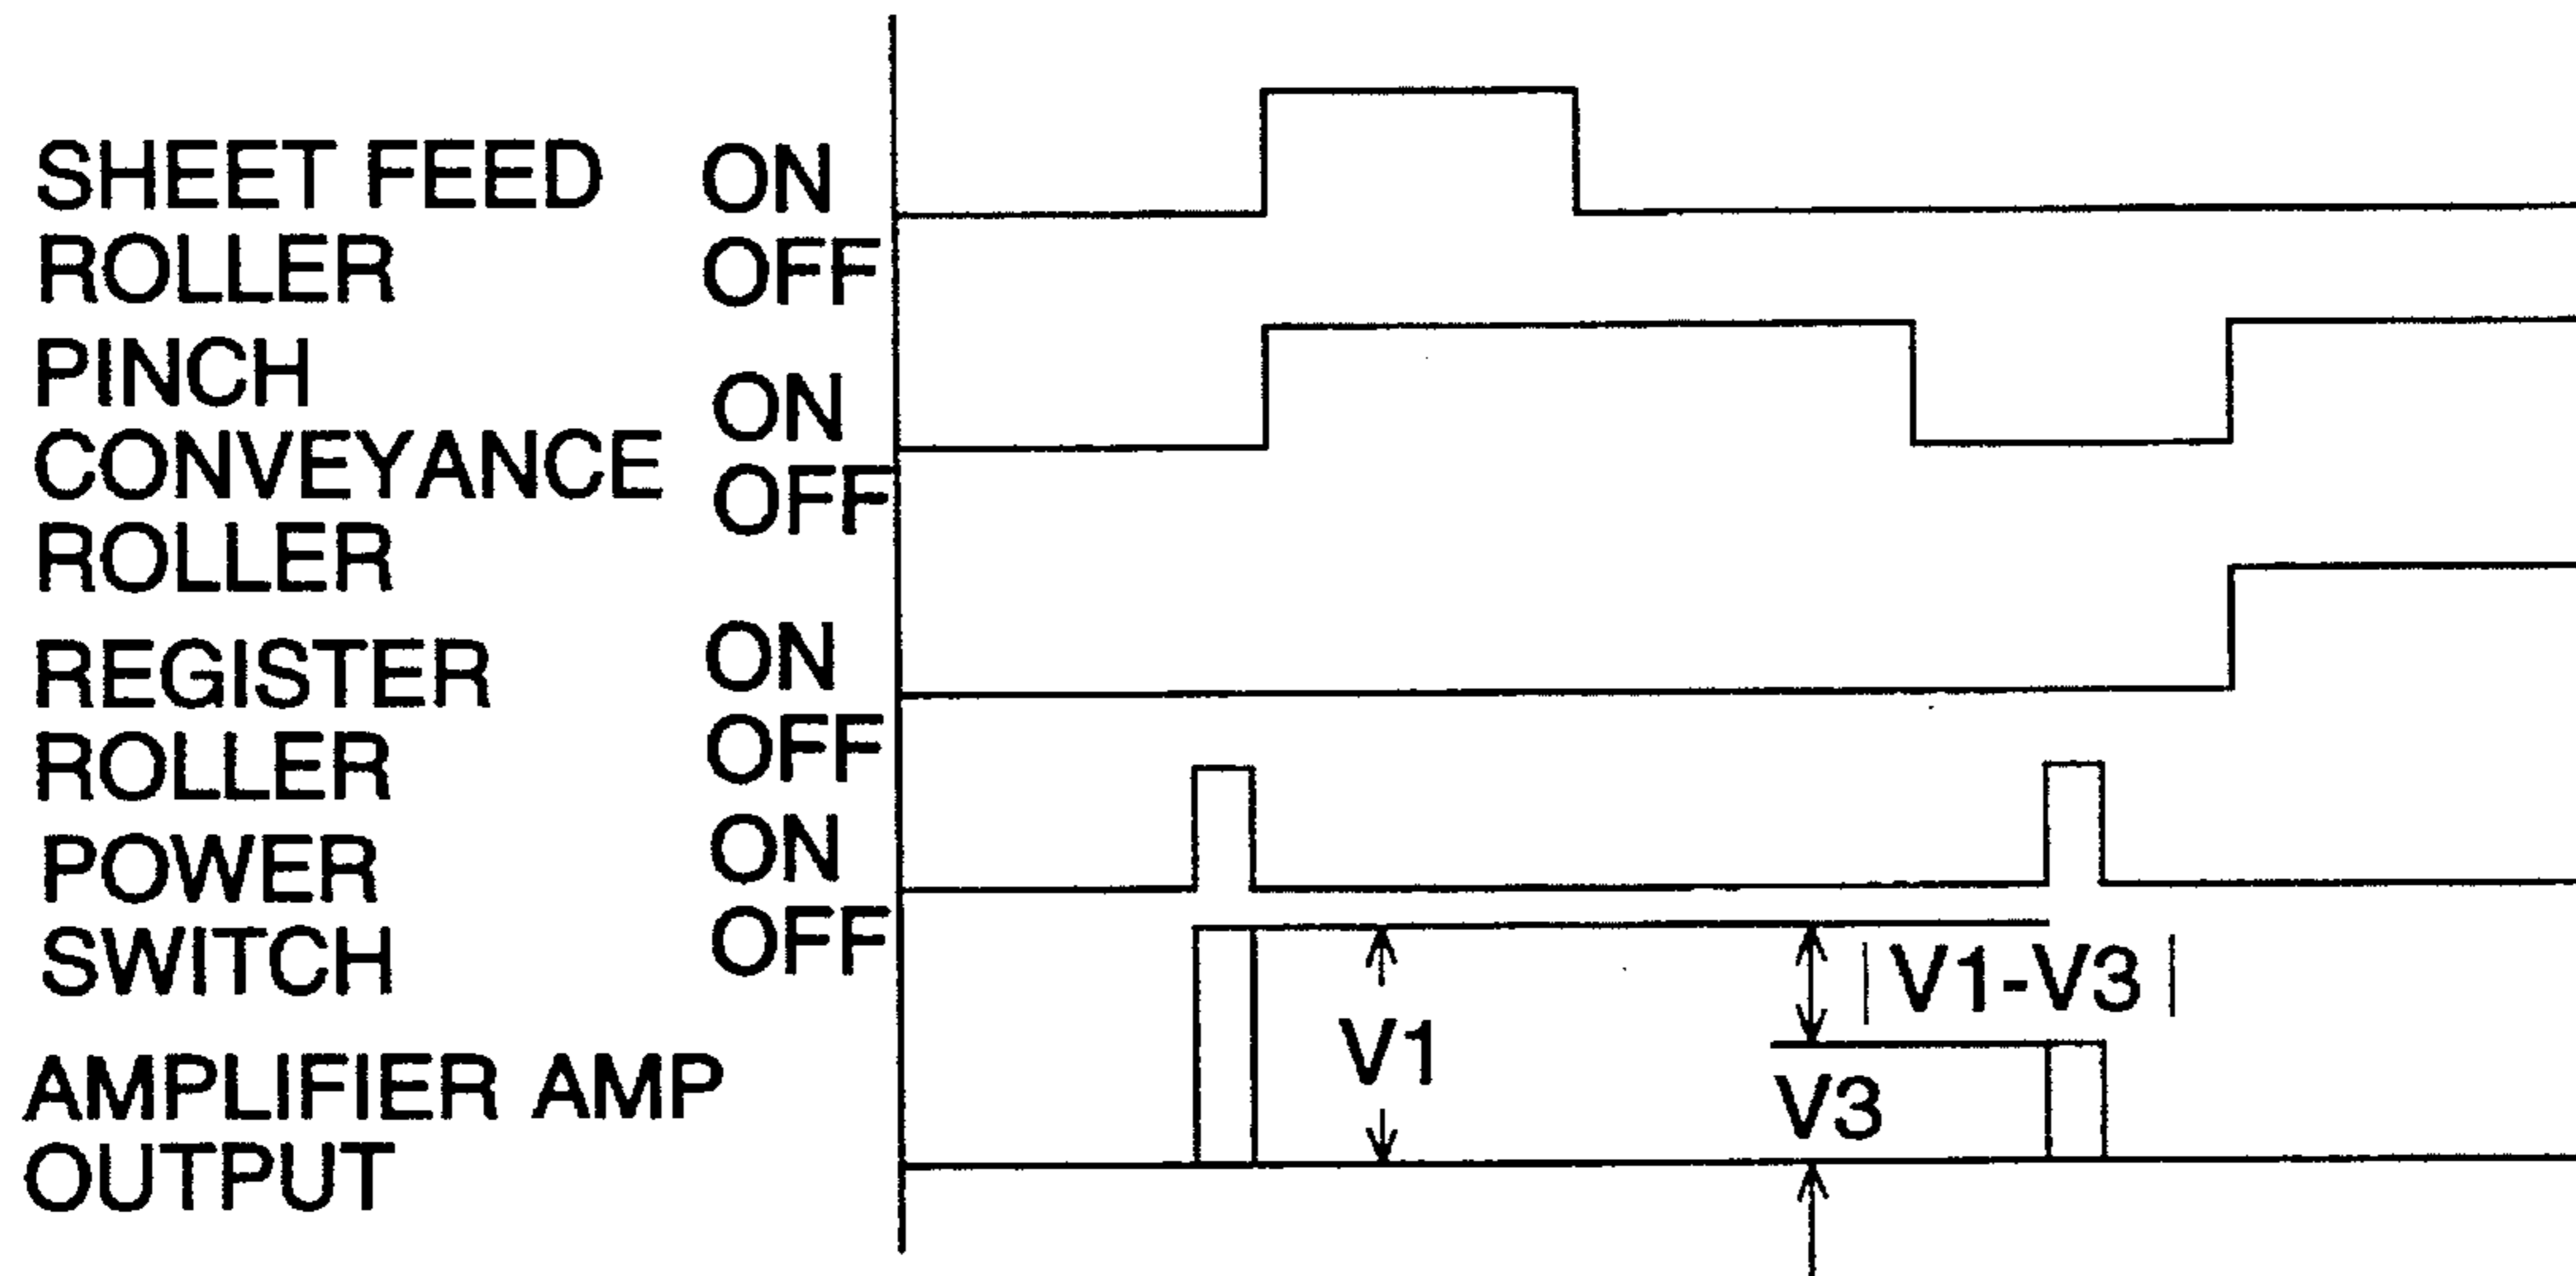 SHEET FEED ON
ROLLER OFF
PINCH
CONVEYANCE ON
ROLLER OFF
REGISTER ON
ROLLER OFF
POWER ON
SWITCH OFF
AMPLIFIER AMP
OUTPUT
V1
|V1-V3|
V3